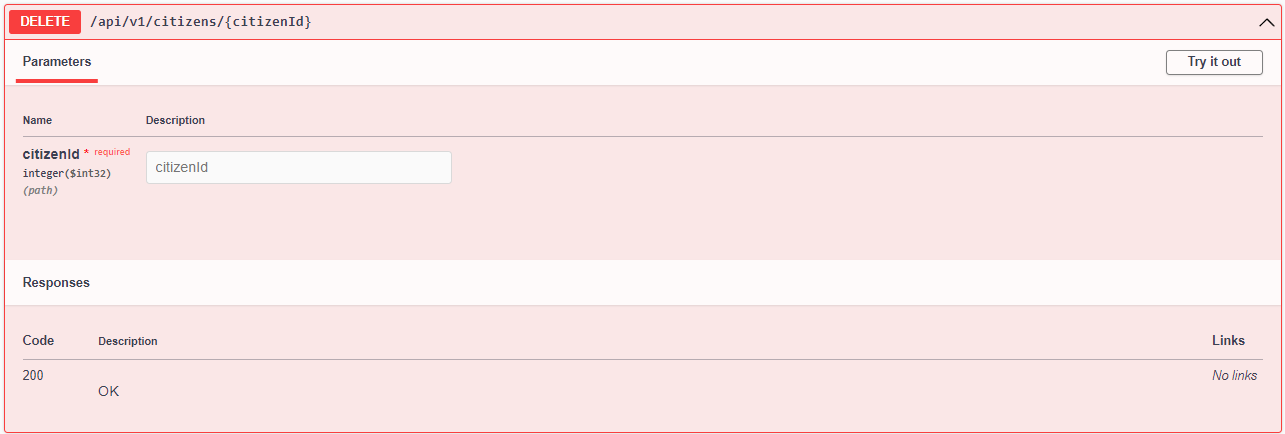 DELETE /api/v1/citizens/{citizenId}
Parameters Try it out
Name Description
citizenId * required citizenId
integer($int32)
(path)
Responses
Code Description Links
200 No links
OK